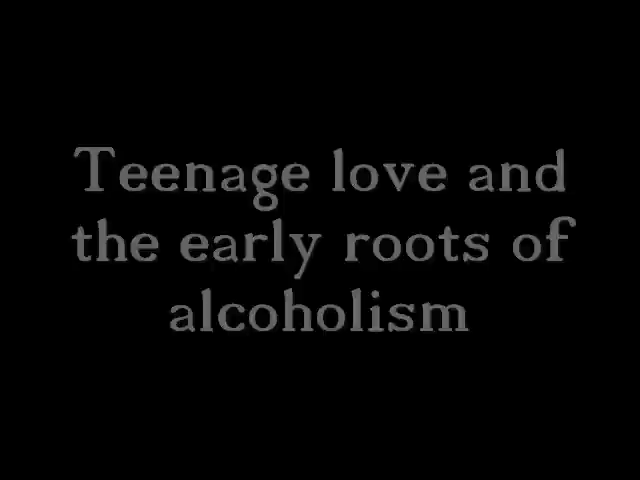 Teenage love and
the early roots of
alcoholism